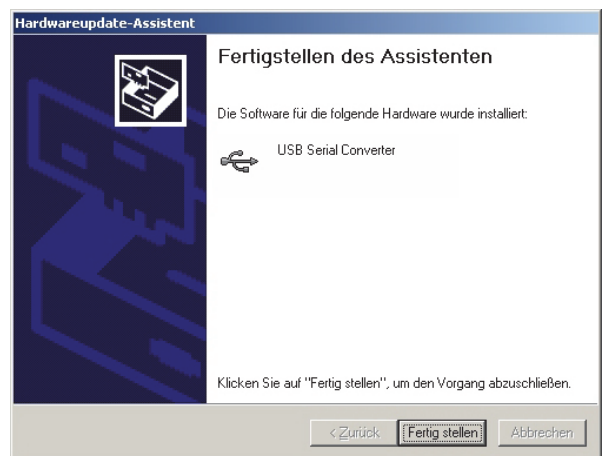 Hardwareupdate-Assistent
Fertigstellen des Assistenten
Die Software für die folgende Hardware wurde installiert:
USB Serial Converter
Klicken Sie auf "Fertig stellen", um den Vorgang abzuschließen.
< Zurück Fertig stellen Abbrechen